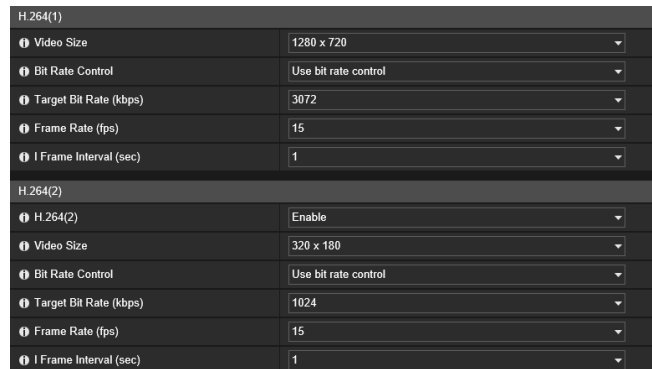 H.264(1)
Video Size 1280 x 720
Bit Rate Control Use bit rate control
Target Bit Rate (kbps) 3072
Frame Rate (fps) 15
I Frame Interval (sec) 1
H.264(2)
H.264(2) Enable
Video Size 320 x 180
Bit Rate Control Use bit rate control
Target Bit Rate (kbps) 1024
Frame Rate (fps) 15
I Frame Interval (sec) 1